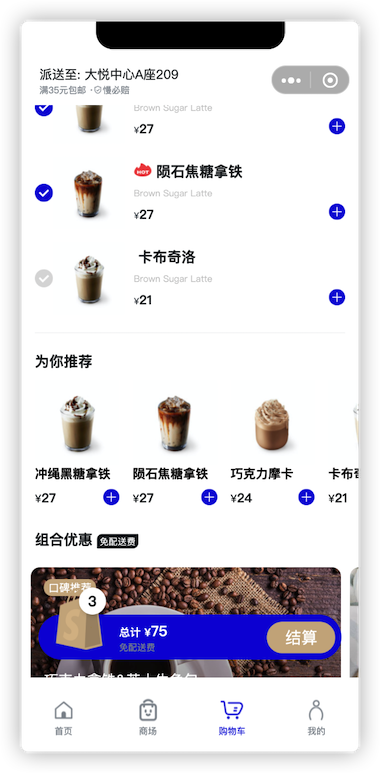 派送至: 大悦中心A座209
满35元包邮 · 慢必赔
Brown Sugar Latte
¥27
HOT 陨石焦糖拿铁
Brown Sugar Latte
¥27
卡布奇洛
Brown Sugar Latte
¥21
为你推荐
冲绳黑糖拿铁 陨石焦糖拿铁 巧克力摩卡 卡布
¥27 ¥27 ¥24 ¥21
组合优惠 免配送费
口碑推荐
3
S
总计 ¥75
免配送费
结算
首页 商场 购物车 我的